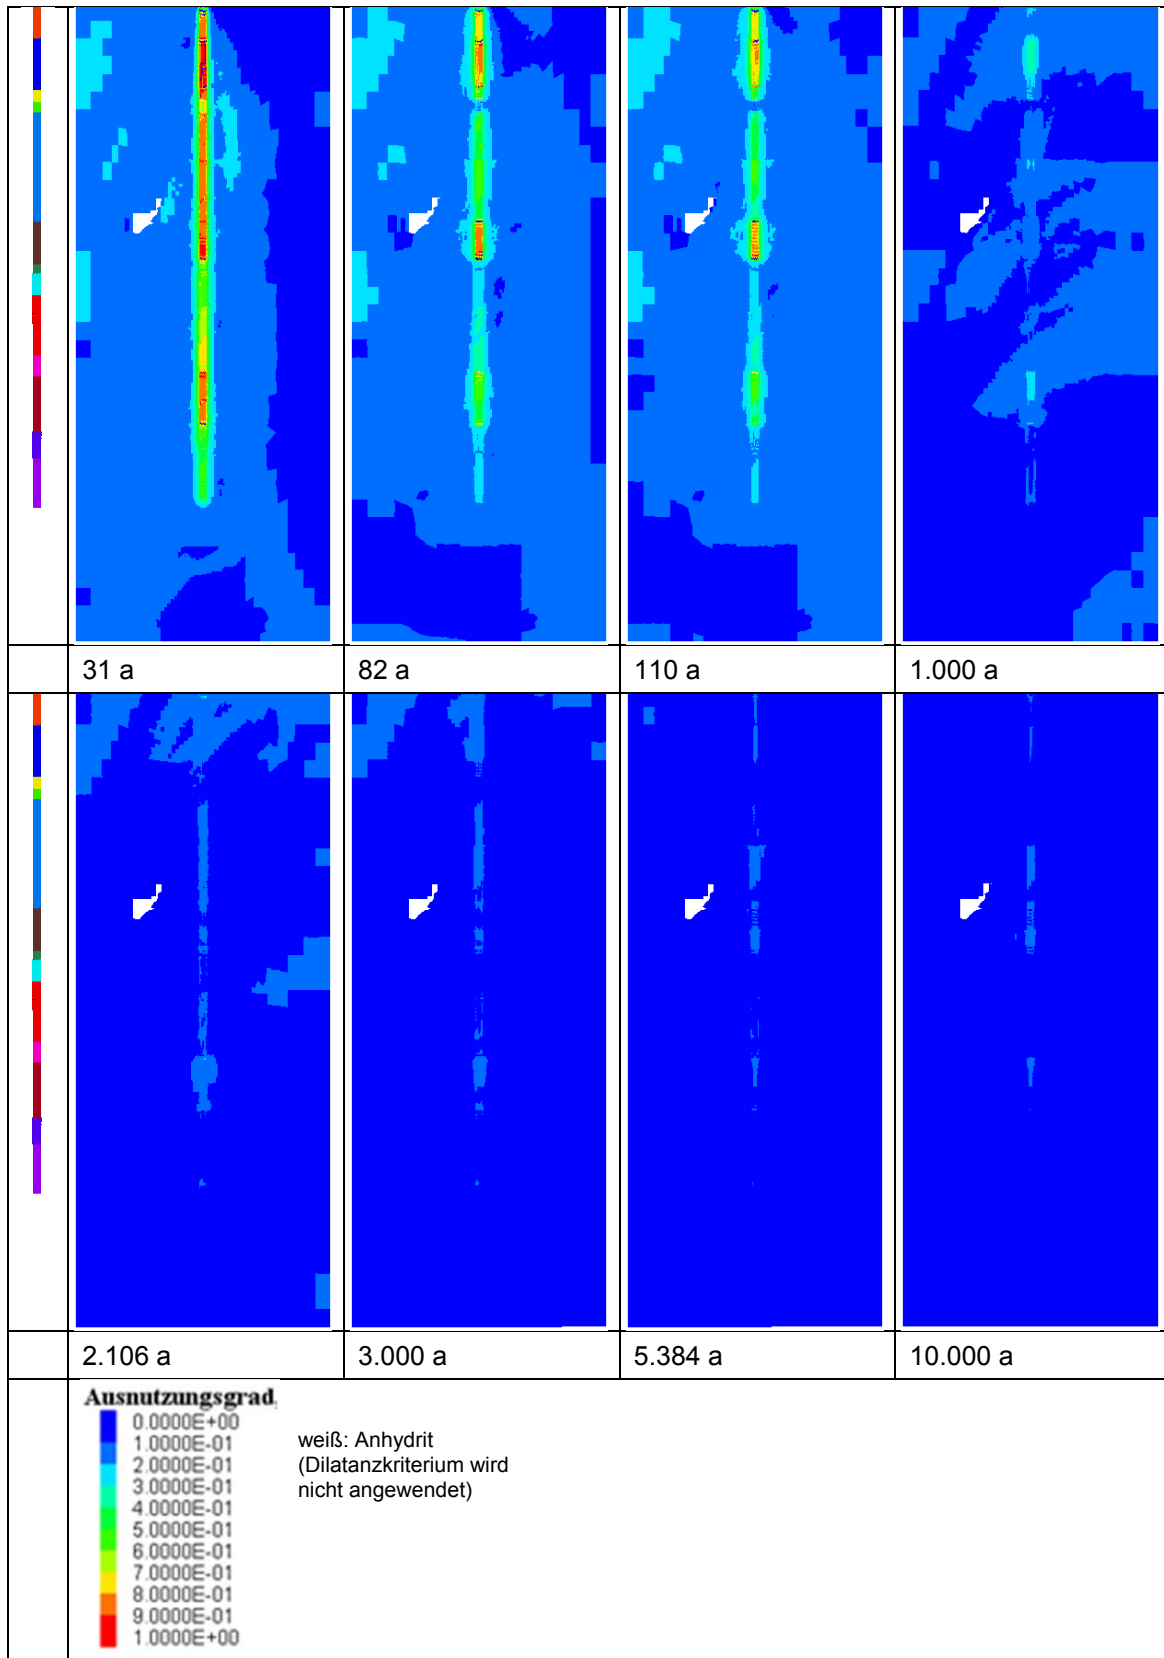 31 a
82 a
110 a
1.000 a
2.106 a
3.000 a
5.384 a
10.000 a
Ausnutzungsgrad
0.0000E+00
1.0000E-01
2.0000E-01
3.0000E-01
4.0000E-01
5.0000E-01
6.0000E-01
7.0000E-01
8.0000E-01
9.0000E-01
1.0000E+00
weiß: Anhydrit
(Dilatanzkriterium wird
nicht angewendet)